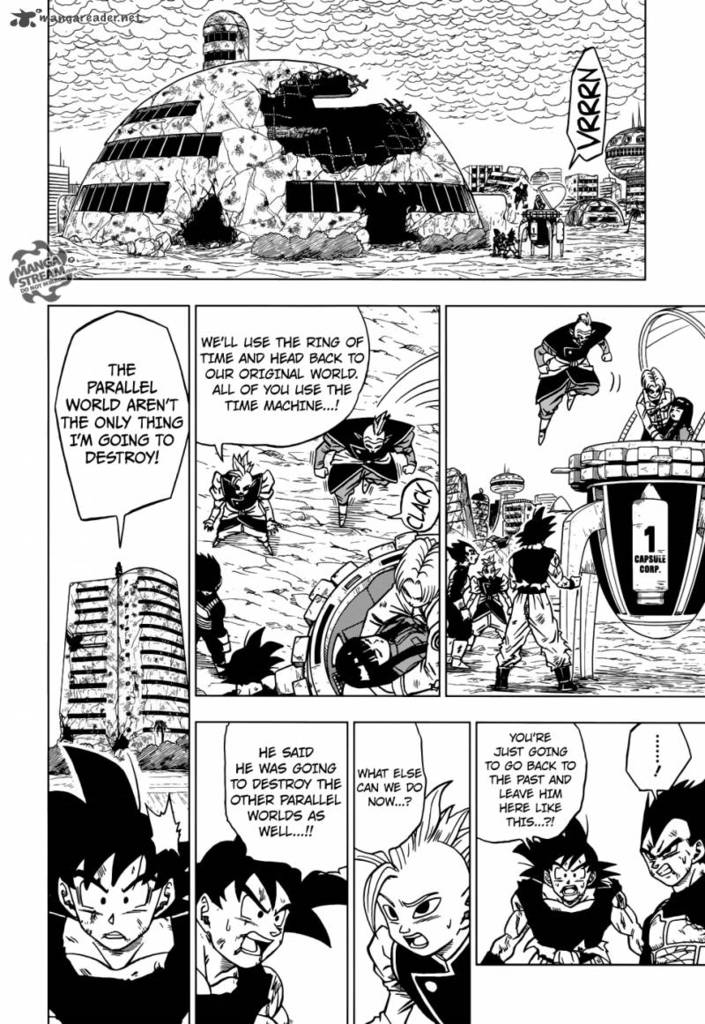 mangareader.net
VRRRN
MANGA
STREAM
WE'LL USE THE RING OF
TIME AND HEAD BACK TO
OUR ORIGINAL WORLD.
ALL OF YOU USE THE
TIME MACHINE...!
CLACK
1
CAPSULE
CORP.
YOU'RE
JUST GOING
TO GO BACK TO
THE PAST AND
LEAVE HIM
HERE LIKE
THIS...?!
......
WHAT ELSE
CAN WE DO
NOW...?
HE SAID
HE WAS GOING
TO DESTROY THE
OTHER PARALLEL
WORLDS AS
WELL...!!
THE
PARALLEL
WORLD AREN'T
THE ONLY THING
I'M GOING TO
DESTROY!